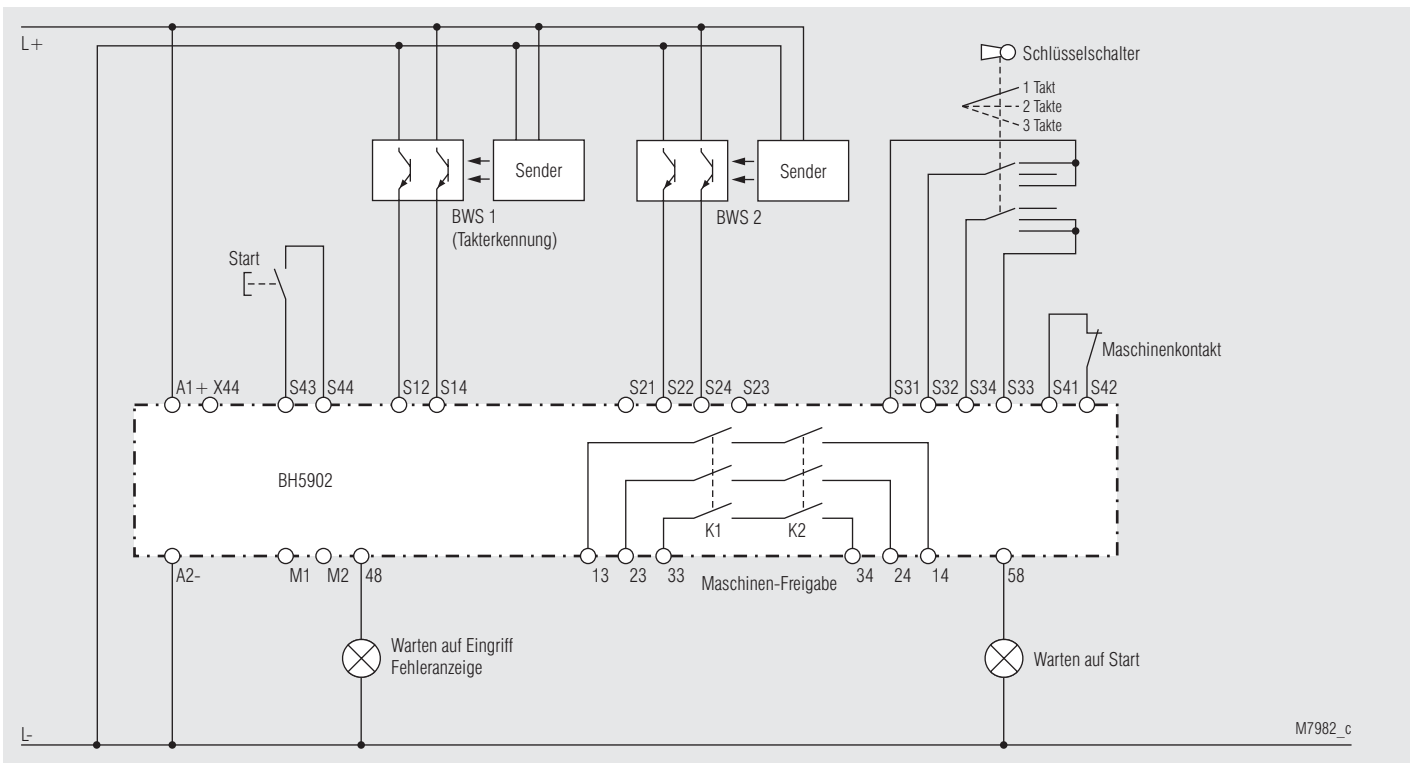 L+
Schlüsselschalter
1 Takt
2 Takte
3 Takte
Sender
Sender
BWS 1
(Takterkennung)
BWS 2
Start
Maschinenkontakt
A1+ X44 S43 S44 S12 S14 S21 S22 S24 S23 S31 S32 S34 S33 S41 S42
BH5902
K1 K2
A2- M1 M2 48 13 23 33 Maschinen-Freigabe 34 24 14 58
Warten auf Eingriff
Fehleranzeige
Warten auf Start
L-
M7982_c